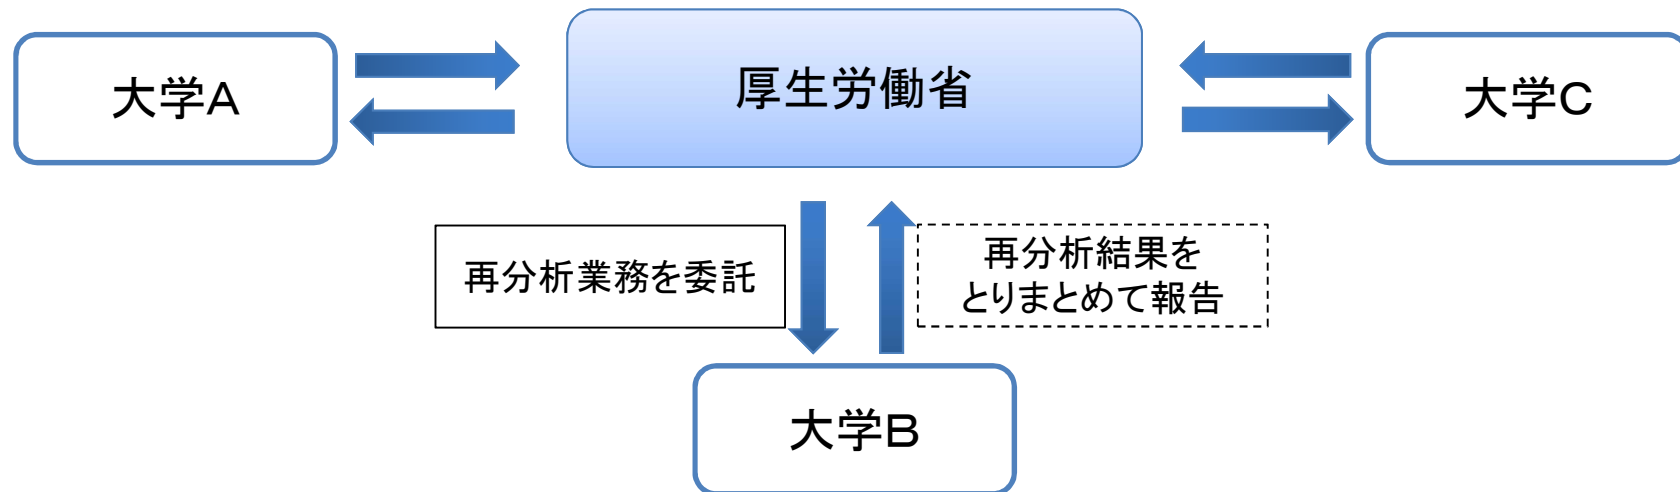 大学A
厚生労働省
大学C
再分析業務を委託
再分析結果を
とりまとめて報告
大学B